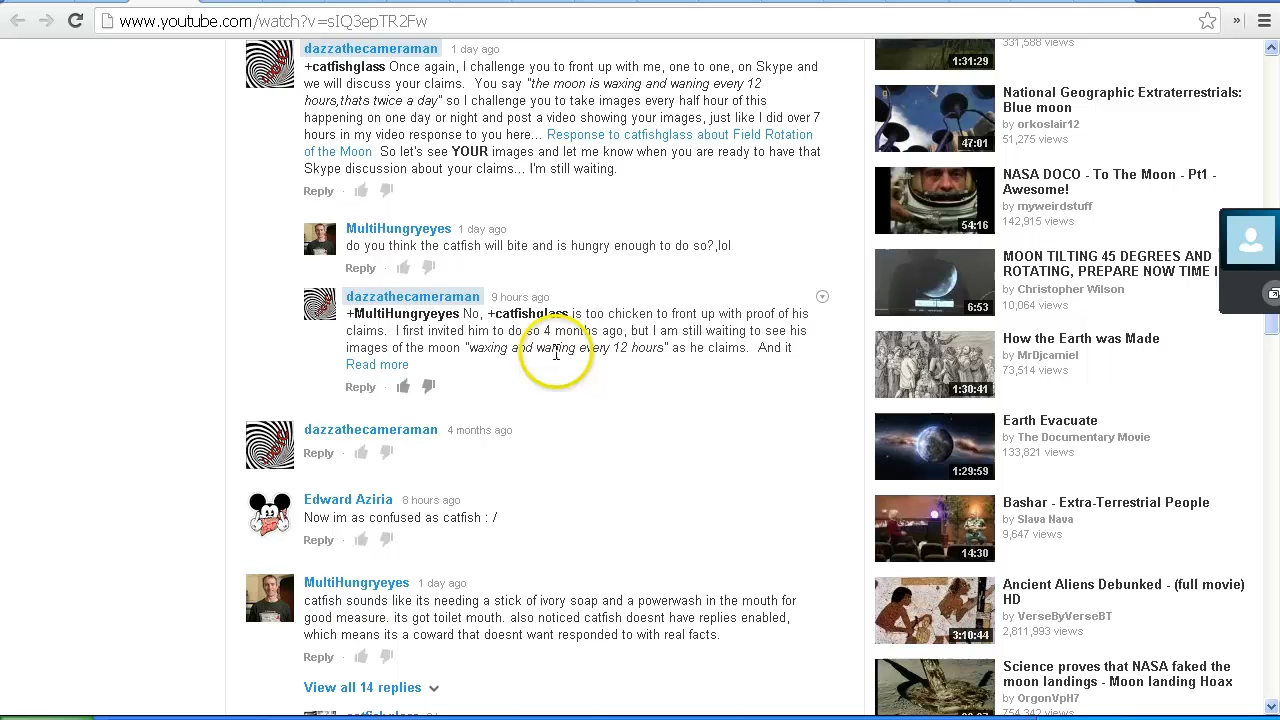 www.youtube.com/watch?v=sIQ3epTR2Fw
dazzathecameraman 1 day ago
+catfishglass Once again, I challenge you to front up with me, one to one, on Skype and
we will discuss your claims. You say "the moon is waxing and waning every 12
hours,thats twice a day" so I challenge you to take images every half hour of this
happening on one day or night and post a video showing your images, just like I did over 7
hours in my video response to you here... Response to catfishglass about Field Rotation
of the Moon So let's see YOUR images and let me know when you are ready to have that
Skype discussion about your claims... I'm still waiting.
Reply
MultiHungryeyes 1 day ago
do you think the catfish will bite and is hungry enough to do so?,lol
Reply
dazzathecameraman 9 hours ago
+MultiHungryeyes No, is too chicken to front up with proof of his
claims. I first invited him to do so 4 months ago, but I am still waiting to see his
images of the moon "waxing and waning every 12 hours" as he claims. And it
Read more
Reply
dazzathecameraman 4 months ago
Reply
Edward Aziria 8 hours ago
Now im as confused as catfish : /
Reply
MultiHungryeyes 1 day ago
catfish sounds like its needing a stick of ivory soap and a powerwash in the mouth for
good measure its got toilet mouth. also noticed catfish doesnt have replies enabled,
which means its a coward that doesnt want responded to with real facts.
Reply
View all 14 replies
331,588 views
1:31:29
National Geographic Extraterrestrials:
Blue moon
by orkoslair12
51,275 views
47:01
NASA DOCO - To The Moon - Pt1 -
Awesome!
by myweirdstuff
142,915 views
54:16
MOON TILTING 45 DEGREES AND
ROTATING, PREPARE NOW TIME I
by Christopher Wilson
10,064 views
6:53
How the Earth was Made
by MrDjcarniel
73,514 views
1:30:41
Earth Evacuate
by The Documentary Movie
133,821 views
1:29:59
Bashar - Extra-Terrestrial People
by Slava Nava
9,647 views
14:30
Ancient Aliens Debunked - (full movie)
HD
by VerseByVerseBT
2,811,993 views
3:10:44
Science proves that NASA faked the
moon landings - Moon landing Hoax
by OrgonVpH7
754,342 views